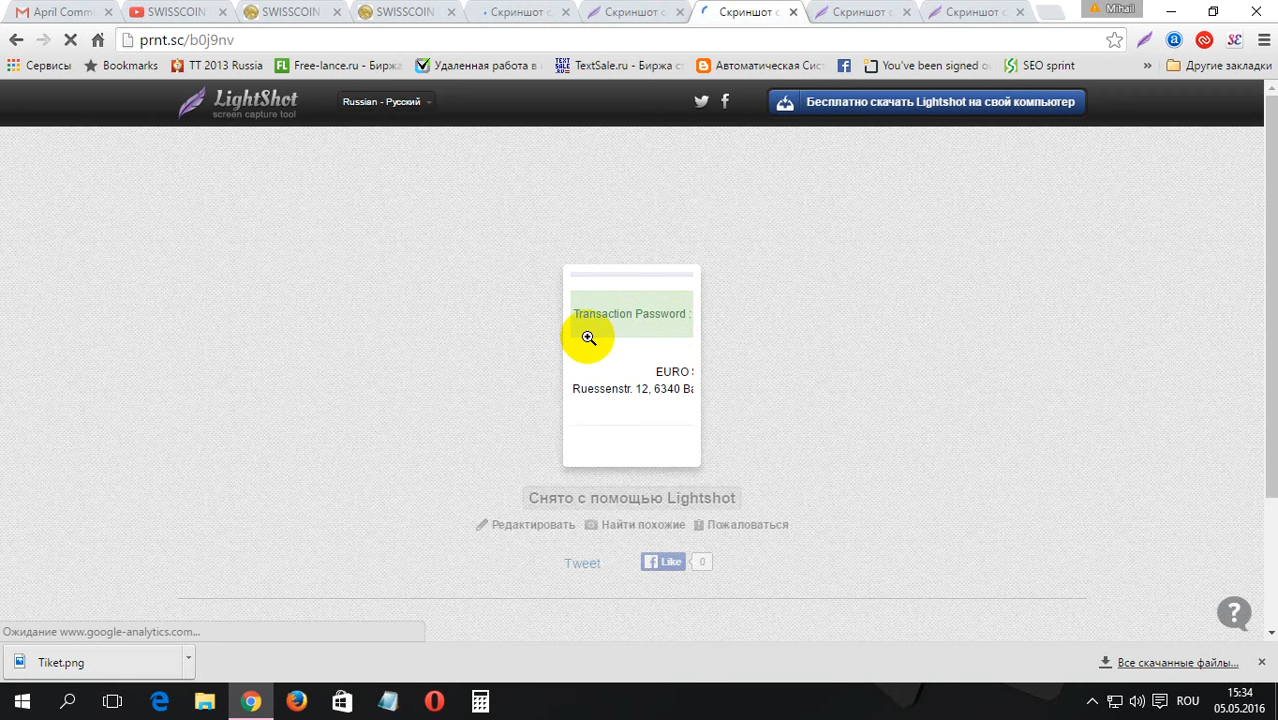 April Comm
SWISSCOIN
SWISSCOIN
SWISSCOIN
Скриншот с
Скриншот с
Скриншот с
Скриншот с
Скриншот с
Mihail
prnt.sc/b0j9nv
Сервисы
Bookmarks
TT 2013 Russia
Free-lance.ru - Биржа
Удаленная работа в
TextSale.ru - Биржа с
Автоматическая Сис
You've been signed o
SEO sprint
»
Другие закладки
LightShot
screen capture tool
Russian - Русский
Бесплатно скачать Lightshot на свой компьютер
Transaction Password :
EURO
Ruessenstr. 12, 6340 Ba
Снято с помощью Lightshot
Редактировать
Найти похожие
Пожаловаться
Tweet
Like
0
?
Ожидание www.google-analytics.com...
Tiket.png
Все скачанные файлы...
ROU
15:34
05.05.2016